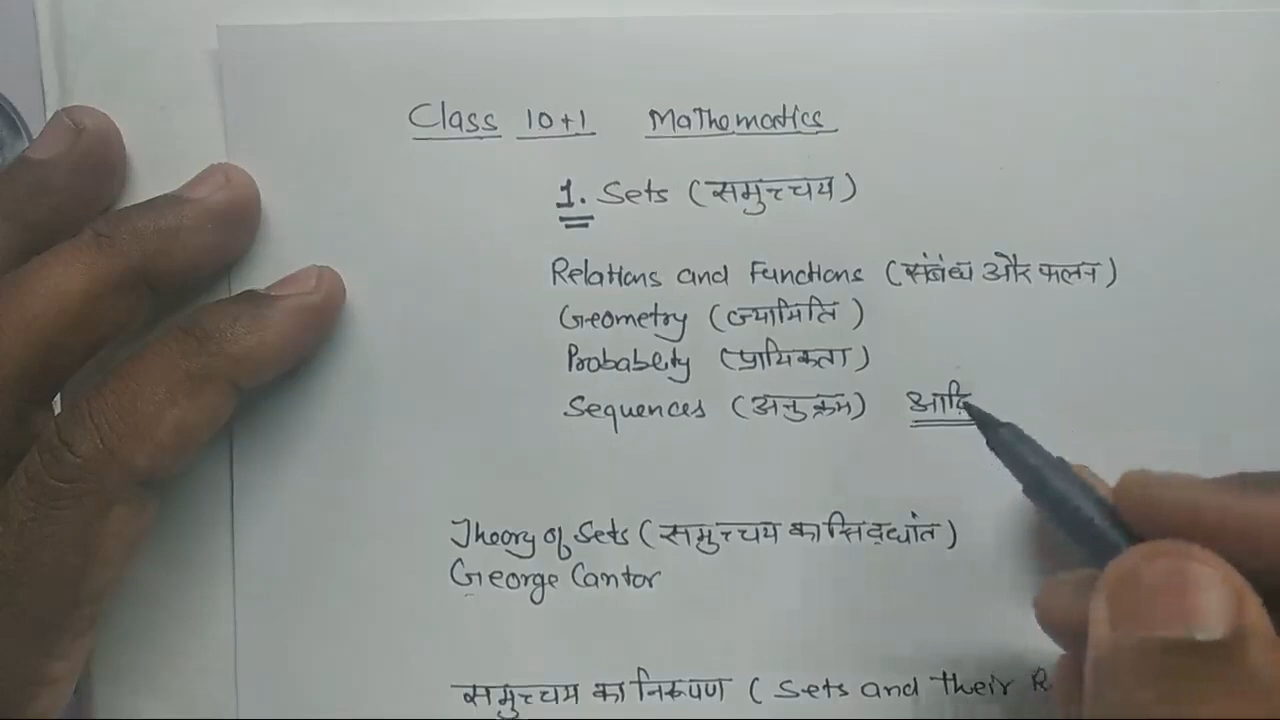 Class 10+1 Mathematics
1. Sets (समुच्चय)
Relations and Functions (संबंध और फलन)
Geometry (ज्यामिति)
Probabelity (प्रायिकता)
Sequences (अनुक्रम) आदि
Theory of Sets (समुच्चय का सिद्धांत)
George Cantor
समुच्चय का निरूपण ( Sets and Their R